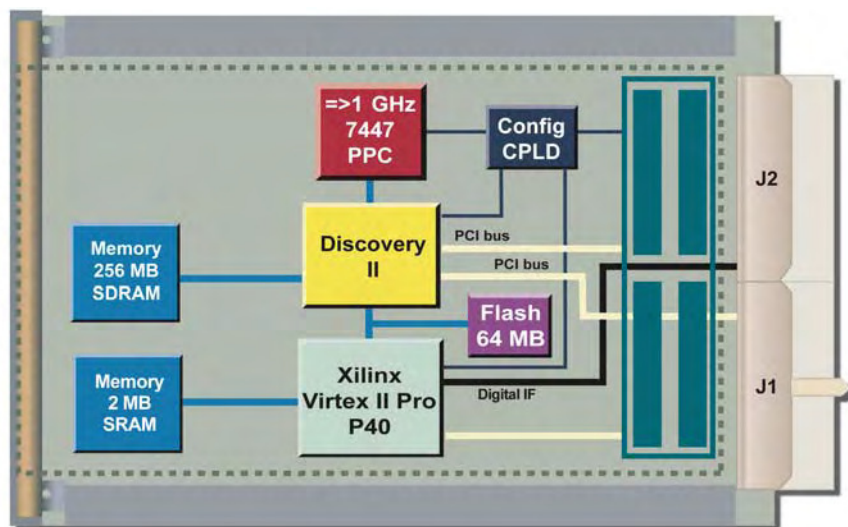 =>1 GHz
7447
PPC
Config
CPLD
J2
Memory
256 MB
SDRAM
Discovery
II
PCI bus
PCI bus
Flash
64 MB
Memory
2 MB
SRAM
Xilinx
Virtex II Pro
P40
Digital IF
J1